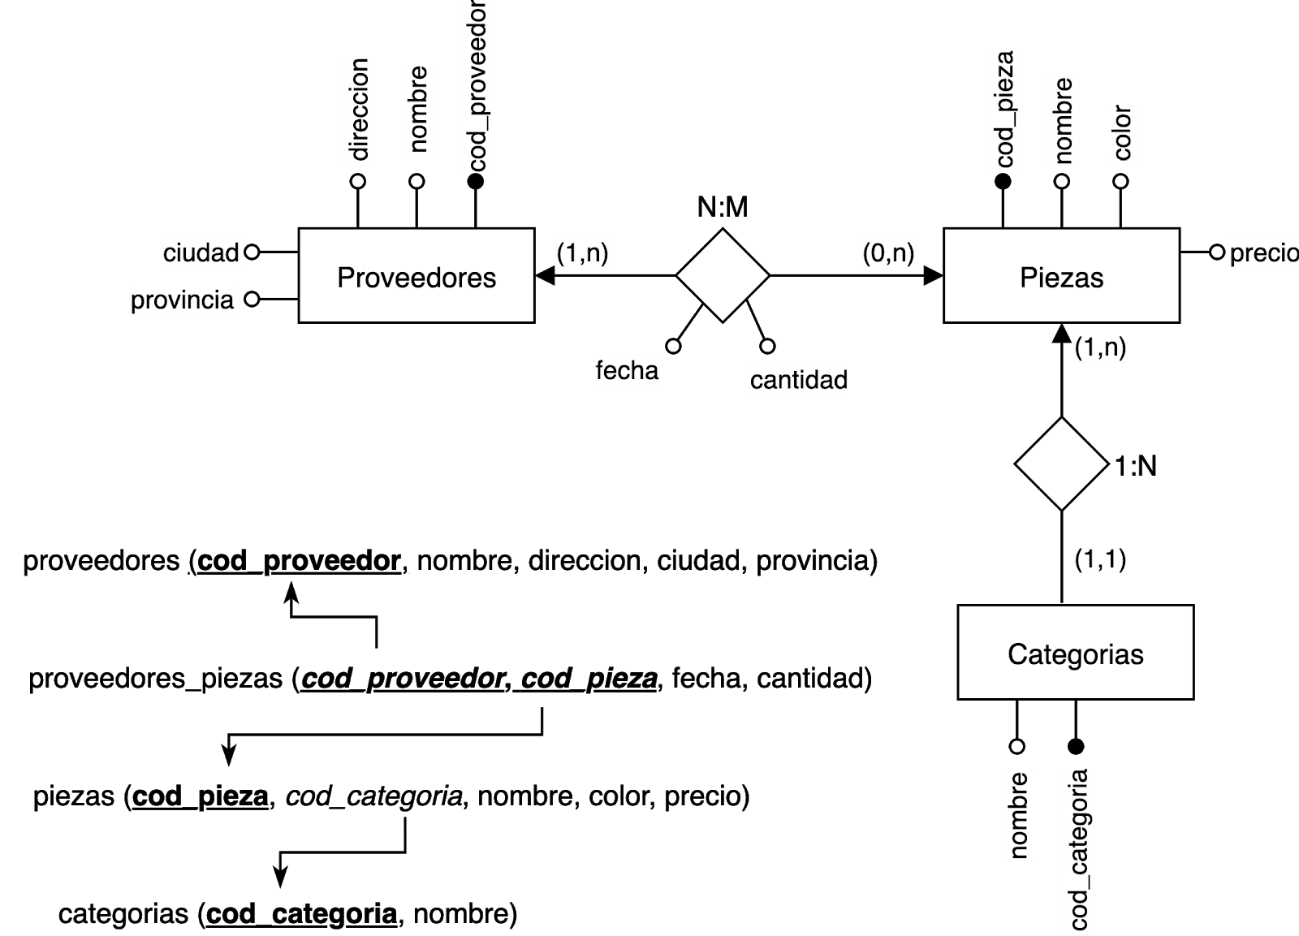 direccion
nombre
cod_proveedor
ciudad
provincia
Proveedores
(1,n)
N:M
(0,n)
fecha
cantidad
cod_pieza
nombre
color
precio
Piezas
(1,n)
1:N
(1,1)
Categorias
nombre
cod_categoria
proveedores (cod_proveedor, nombre, direccion, ciudad, provincia)
proveedores_piezas (cod_proveedor, cod_pieza, fecha, cantidad)
piezas (cod_pieza, cod_categoria, nombre, color, precio)
categorias (cod_categoria, nombre)